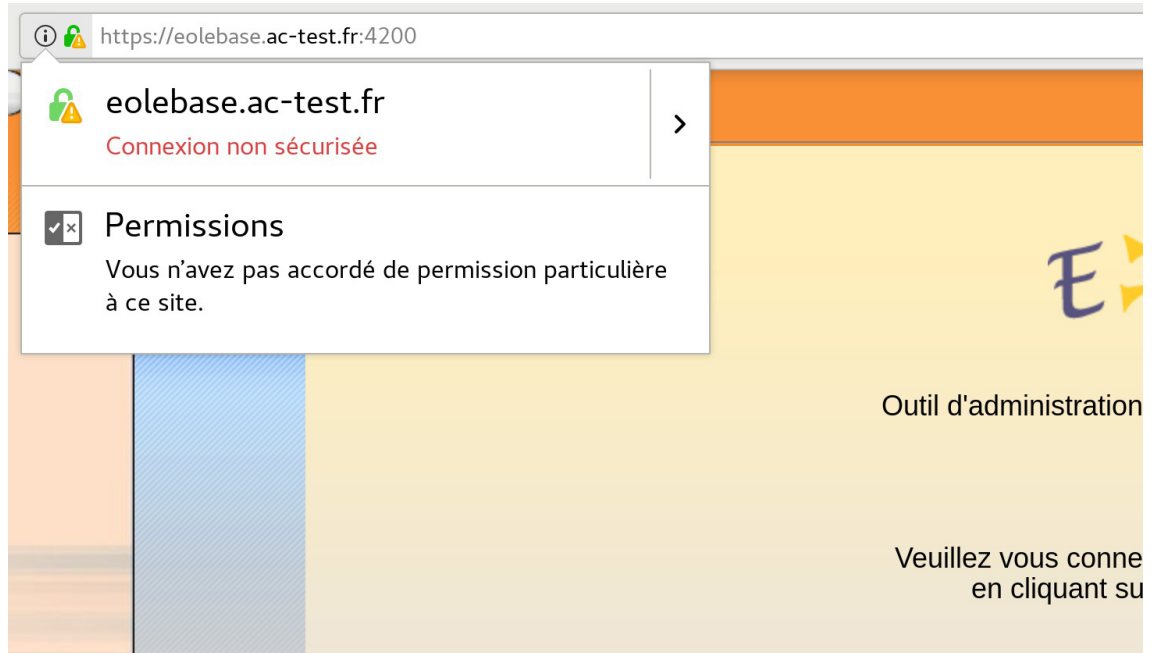 https://eolebase.ac-test.fr:4200
eolebase.ac-test.fr
Connexion non sécurisée
Permissions
Vous n’avez pas accordé de permission particulière
à ce site.
E
Outil d'administration
Veuillez vous conne
en cliquant su